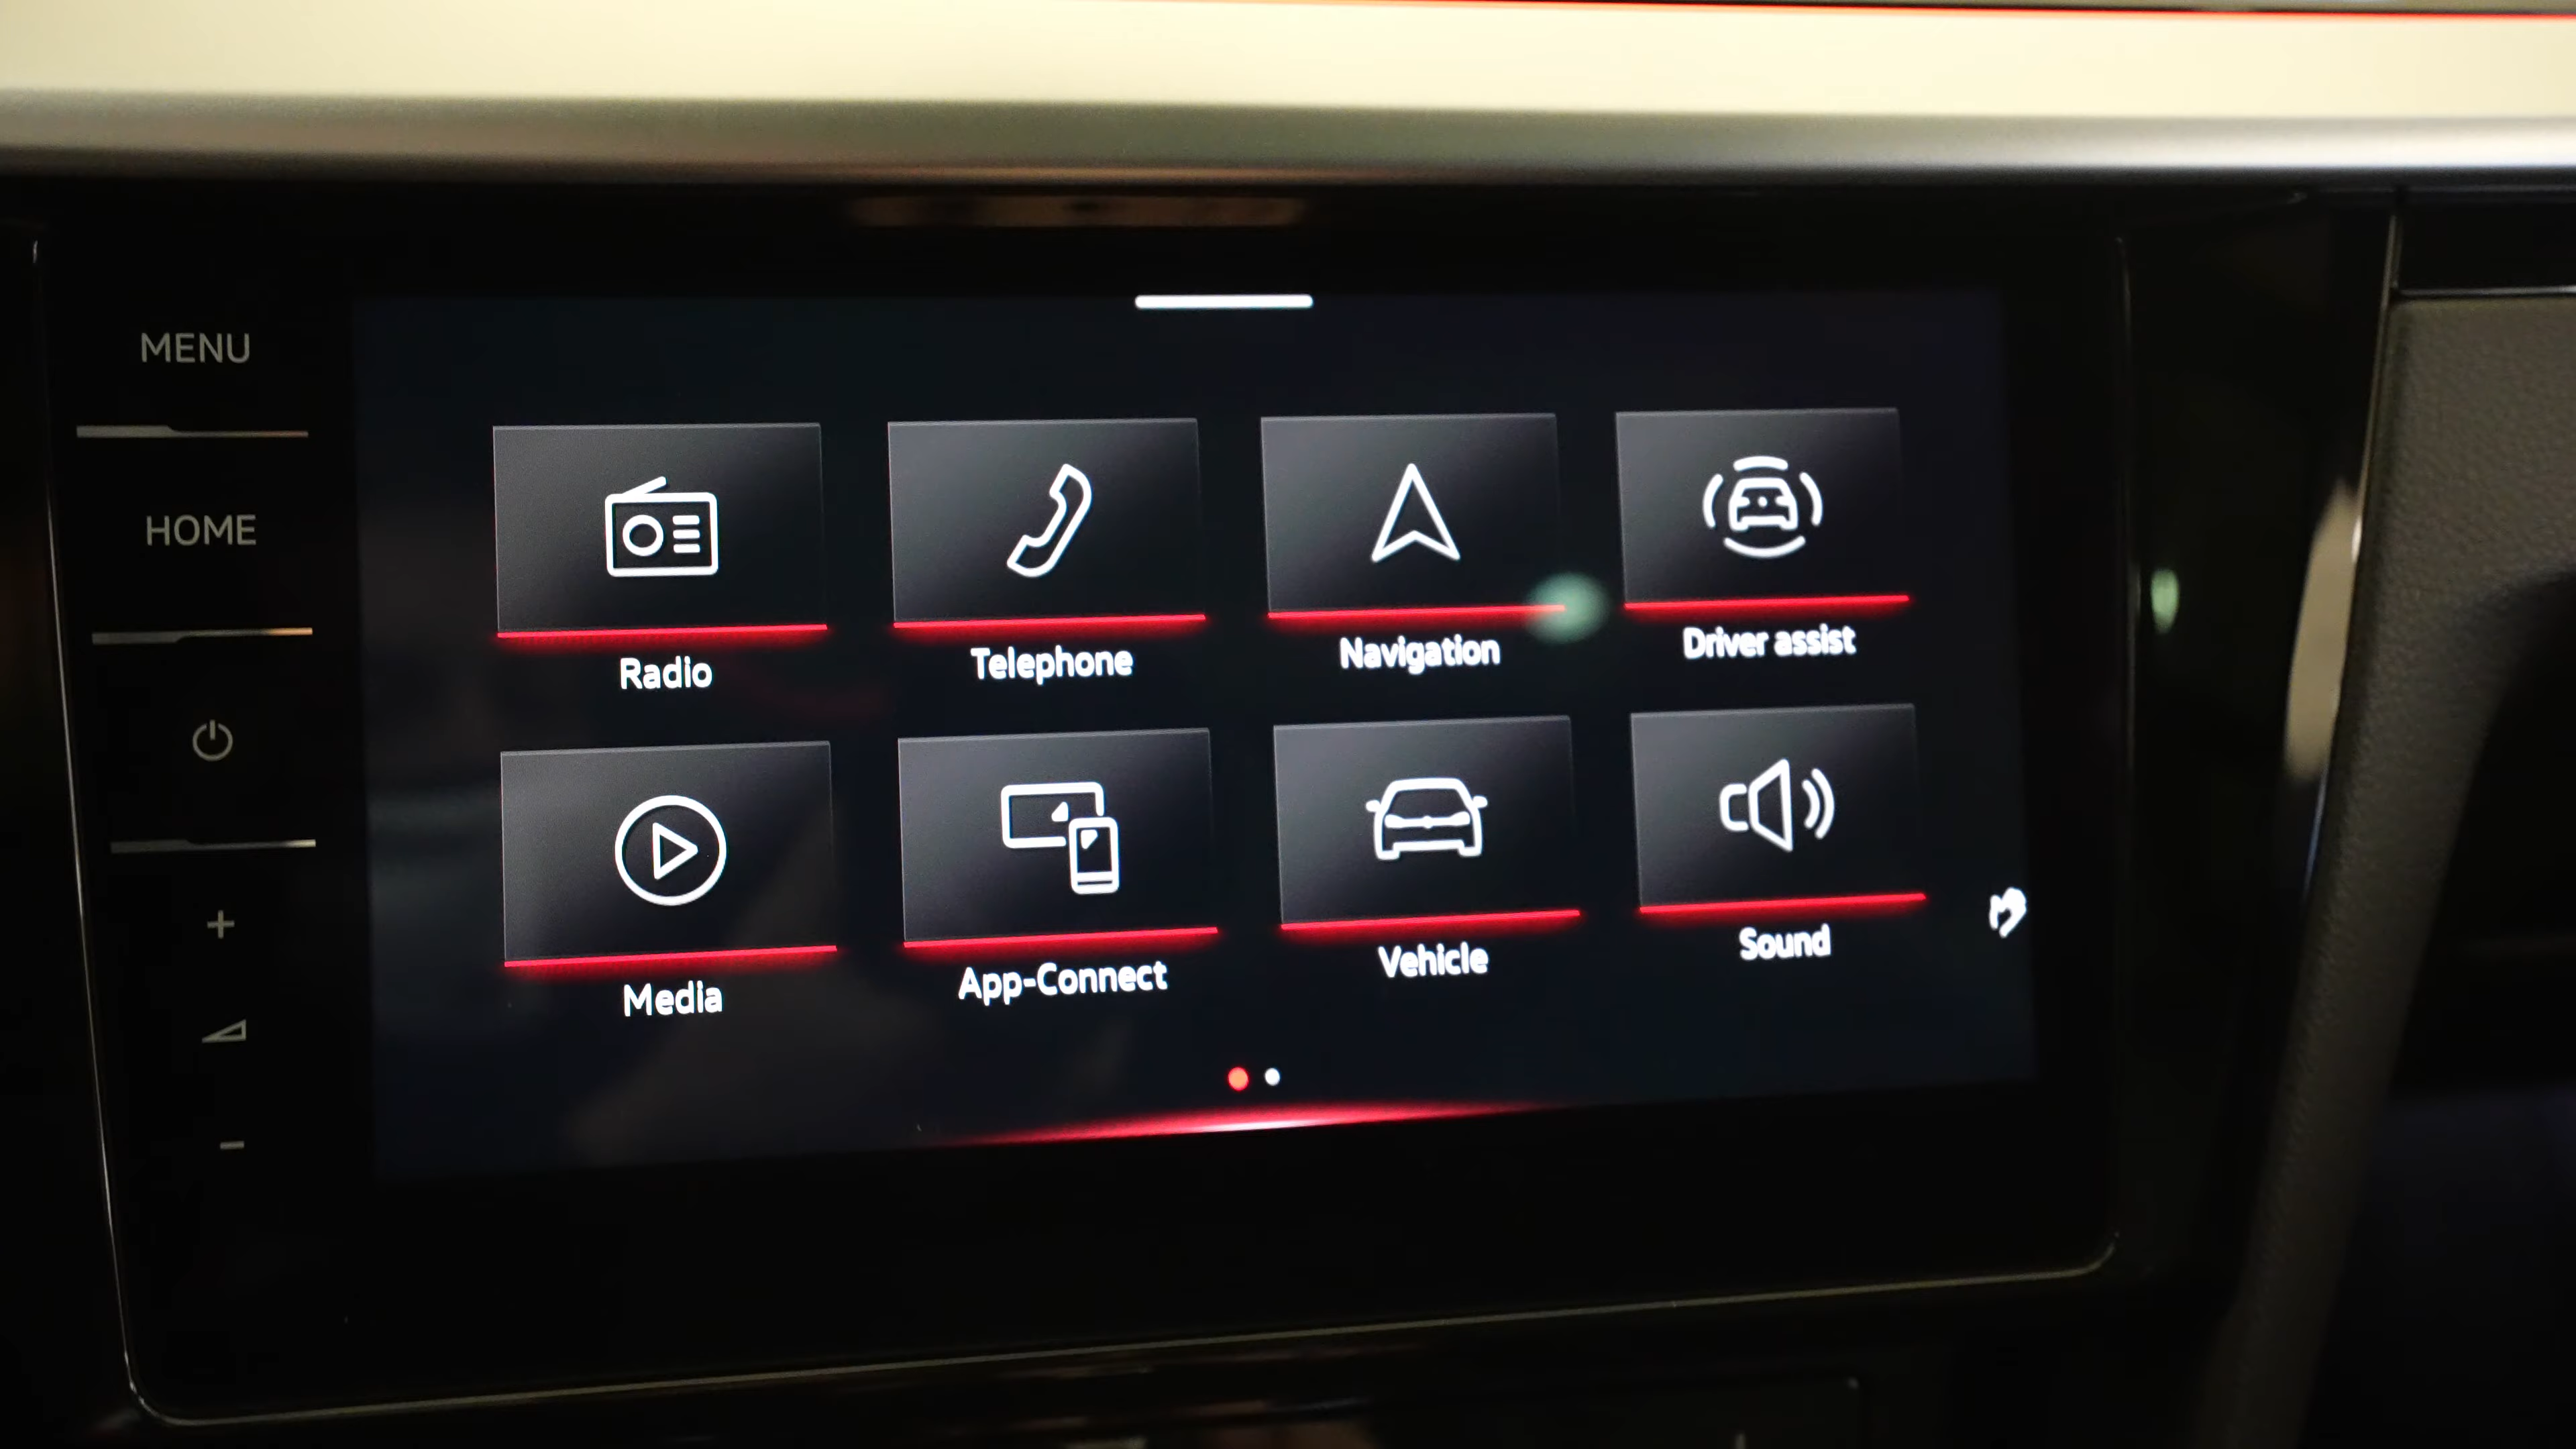 MENU
HOME
Radio
Telephone
Navigation
Driver assist
Media
App-Connect
Vehicle
Sound